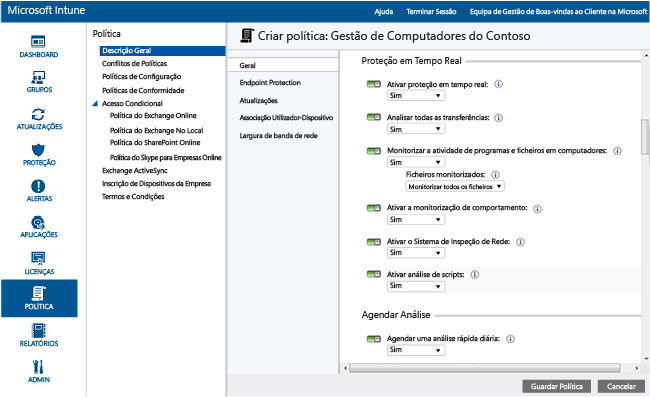 Microsoft Intune
Ajuda
Terminar Sessão
Equipa de Gestão de Boas-vindas ao Cliente na Microsoft
DASHBOARD
GRUPOS
ATUALIZAÇÕES
PROTEÇÃO
ALERTAS
APLICAÇÕES
LICENÇAS
POLÍTICA
RELATÓRIOS
ADMIN
Política
Descrição Geral
Conflitos de Políticas
Políticas de Configuração
Políticas de Conformidade
Acesso Condicional
Política do Exchange Online
Política do Exchange No Local
Política do SharePoint Online
Política do Skype para Empresas Online
Exchange ActiveSync
Inscrição de Dispositivos da Empresa
Termos e Condições
Criar política: Gestão de Computadores do Contoso
Geral
Endpoint Protection
Atualizações
Associação Utilizador-Dispositivo
Largura de banda de rede
Proteção em Tempo Real
Ativar proteção em tempo real:
Sim
Analisar todas as transferências:
Sim
Monitorizar a atividade de programas e ficheiros em computadores:
Sim
Ficheiros monitorizados:
Monitorizar todos os ficheiros
Ativar a monitorização de comportamento:
Sim
Ativar o Sistema de Inspeção de Rede:
Sim
Ativar análise de scripts:
Sim
Agendar Análise
Agendar uma análise rápida diária:
Sim
Guardar Política
Cancelar